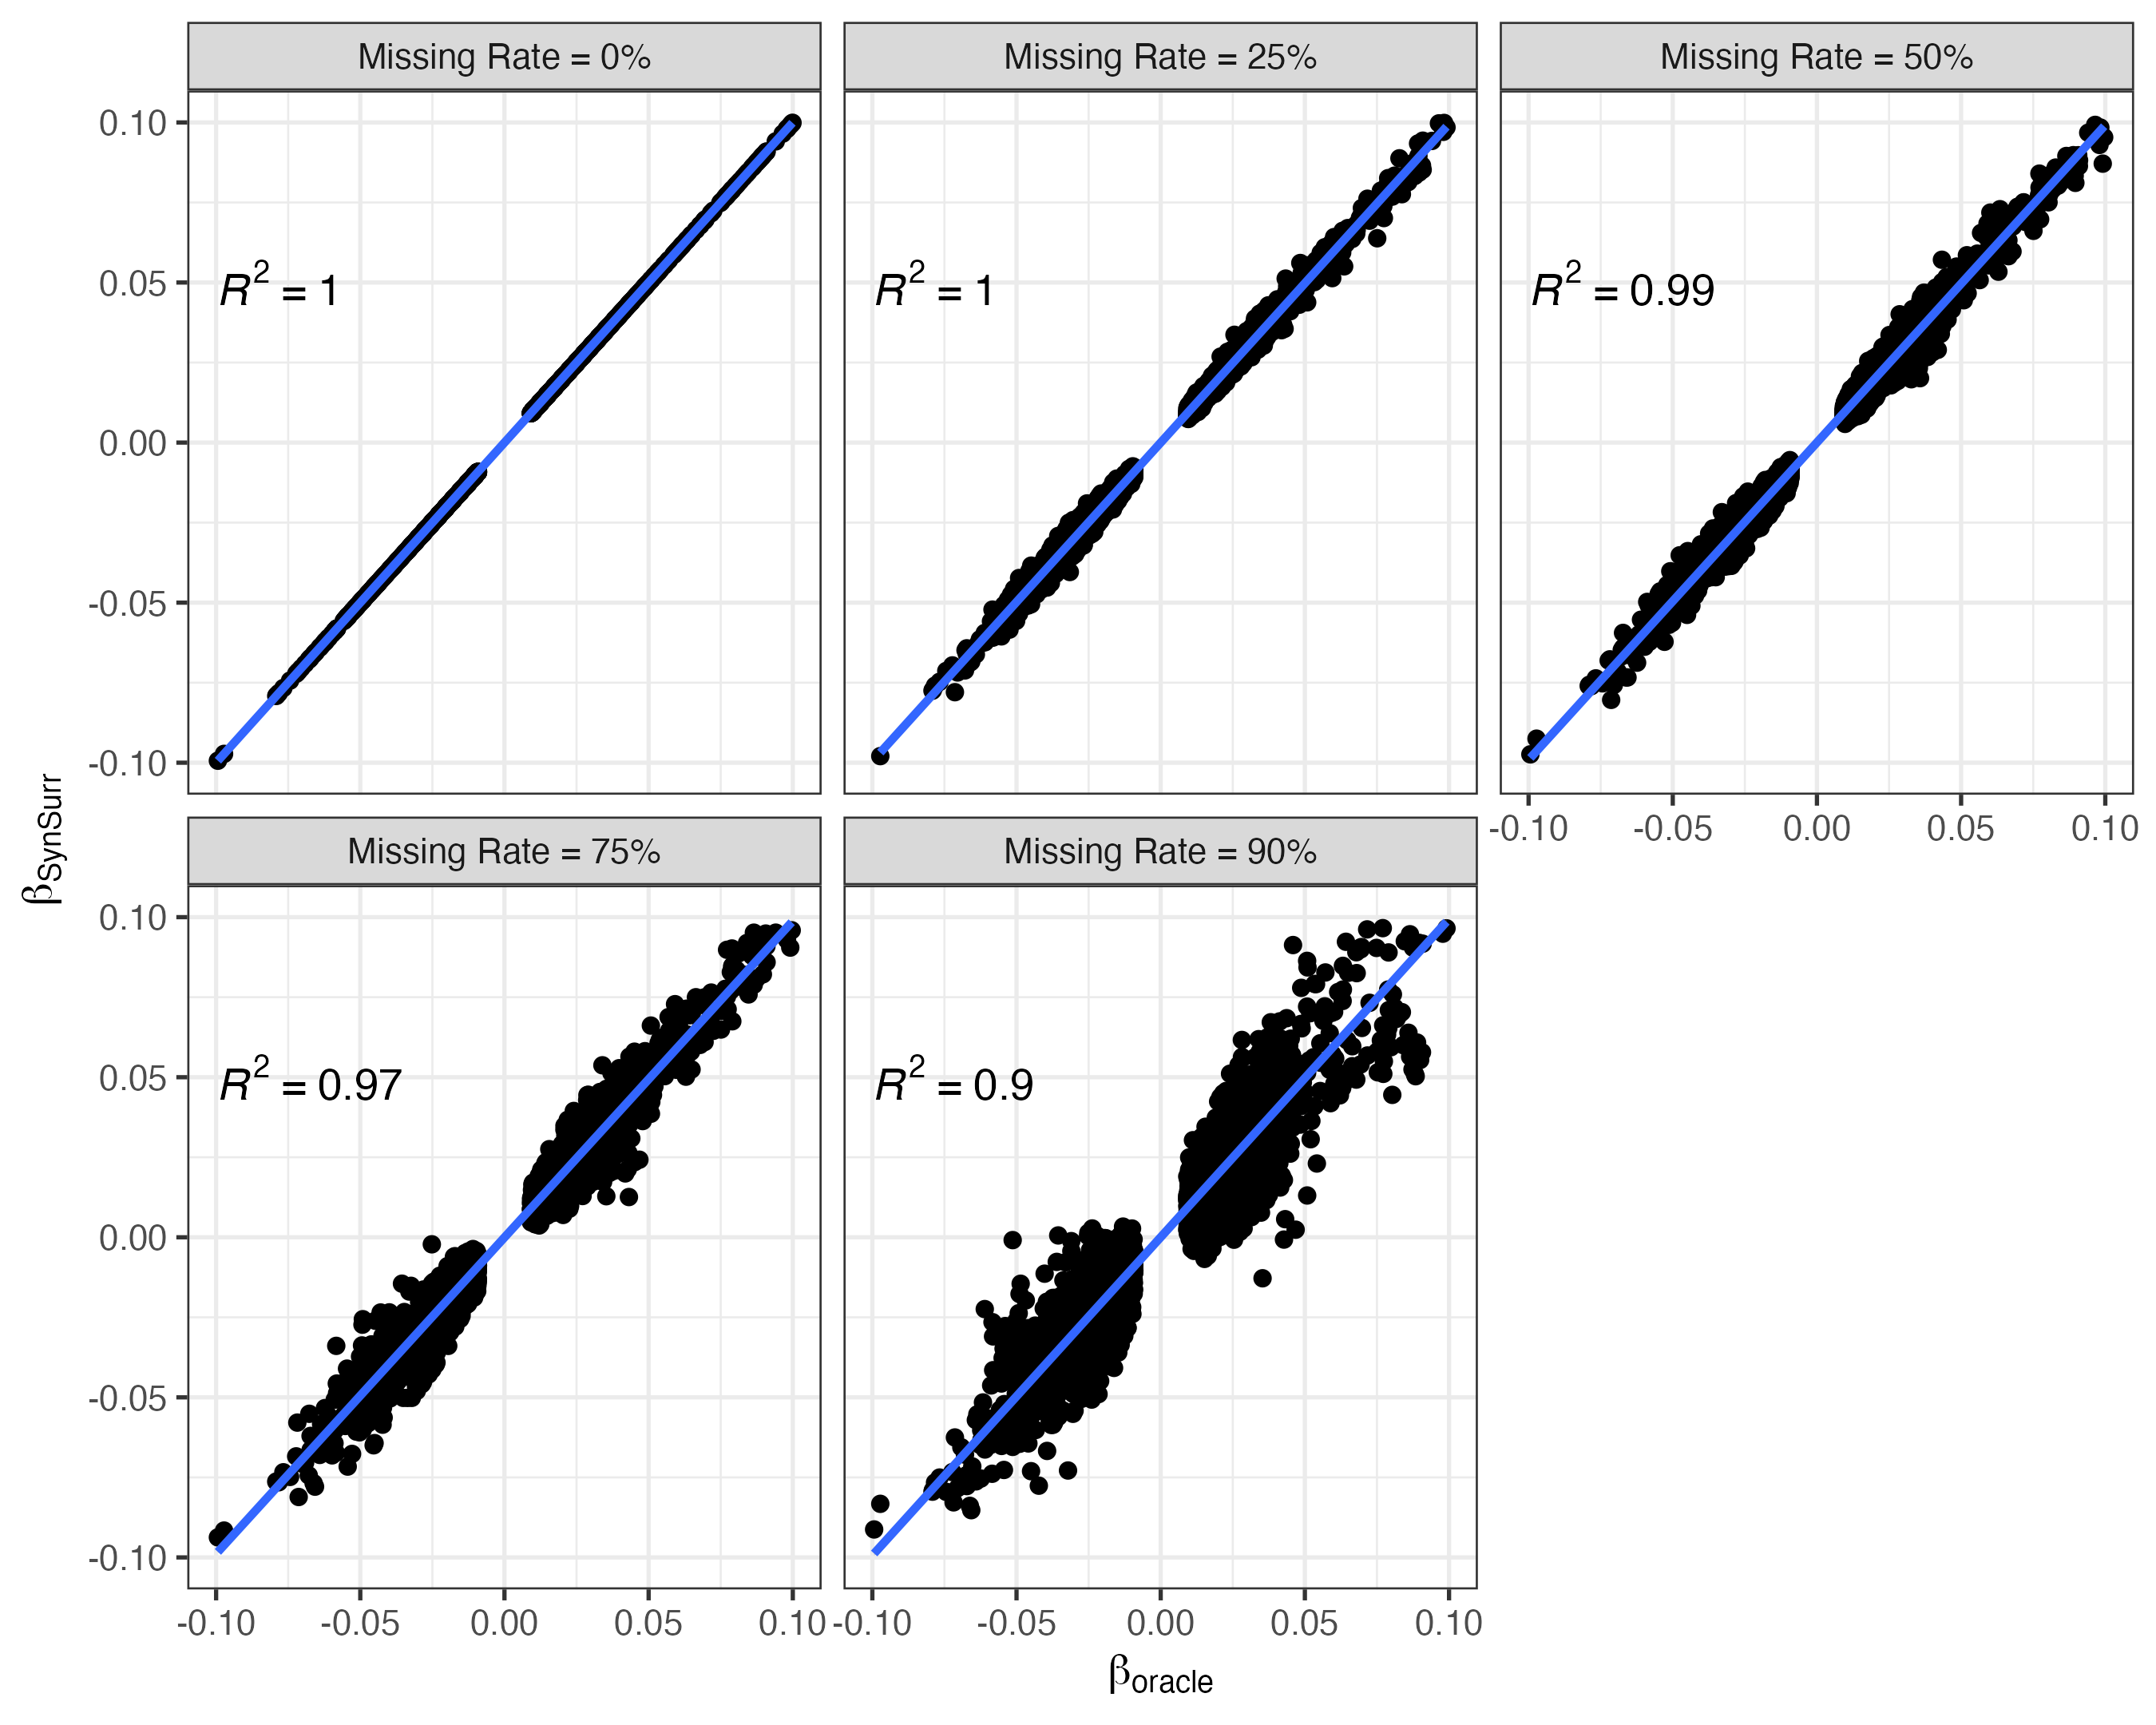 Missing Rate = 0%
Missing Rate = 25%
Missing Rate = 50%
0.10
0.05
0.00
-0.05
-0.10
R² = 1
R² = 1
R² = 0.99
-0.10 -0.05 0.00 0.05 0.10
Missing Rate = 75%
Missing Rate = 90%
0.10
0.05
0.00
-0.05
-0.10
R² = 0.97
R² = 0.9
-0.10 -0.05 0.00 0.05 0.10
-0.10 -0.05 0.00 0.05 0.10
βSynSurr
βoracle